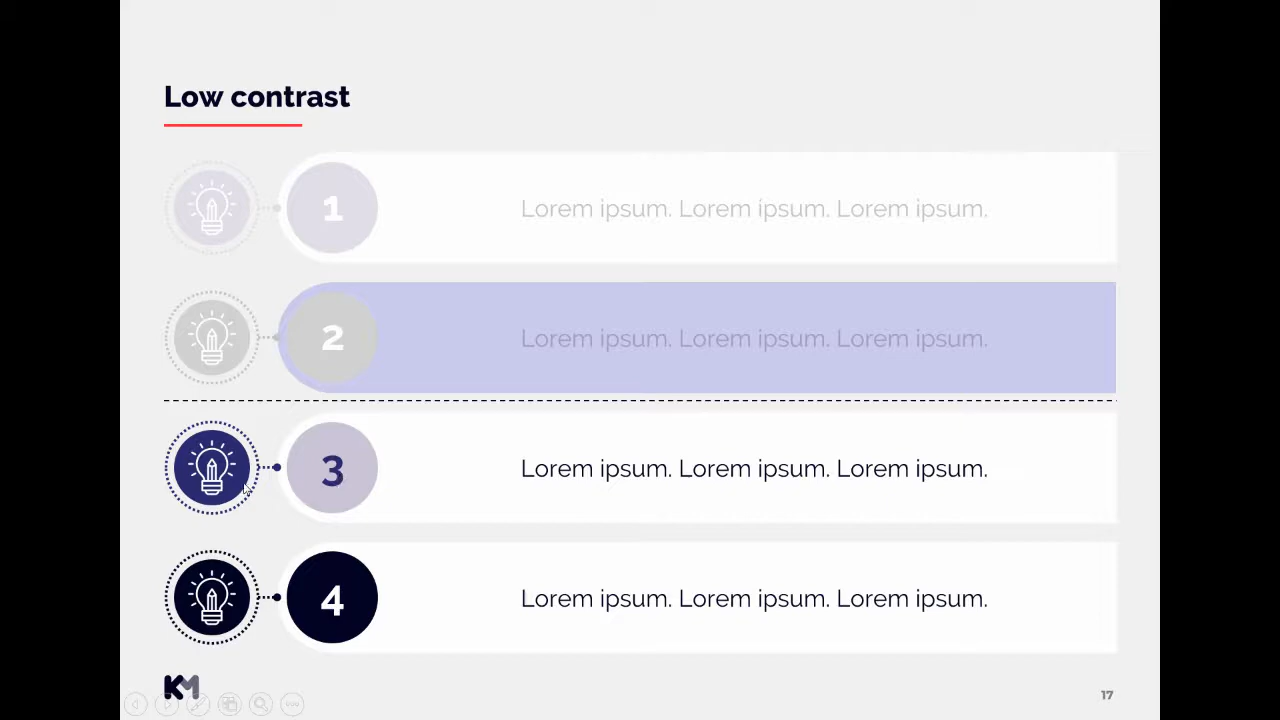 Low contrast
1 Lorem ipsum. Lorem ipsum. Lorem ipsum.
2 Lorem ipsum. Lorem ipsum. Lorem ipsum.
3 Lorem ipsum. Lorem ipsum. Lorem ipsum.
4 Lorem ipsum. Lorem ipsum. Lorem ipsum.
KM
17